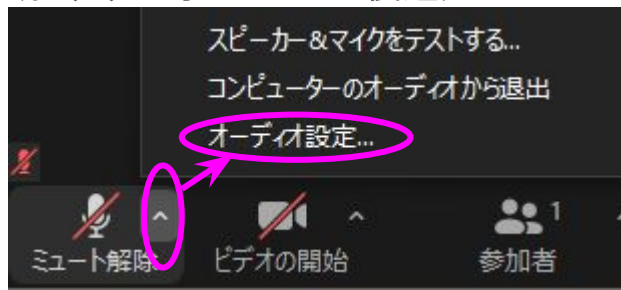 スピーカー&マイクをテストする...
コンピューターのオーディオから退出
オーディオ設定...
1
ミュート解除
ビデオの開始
参加者